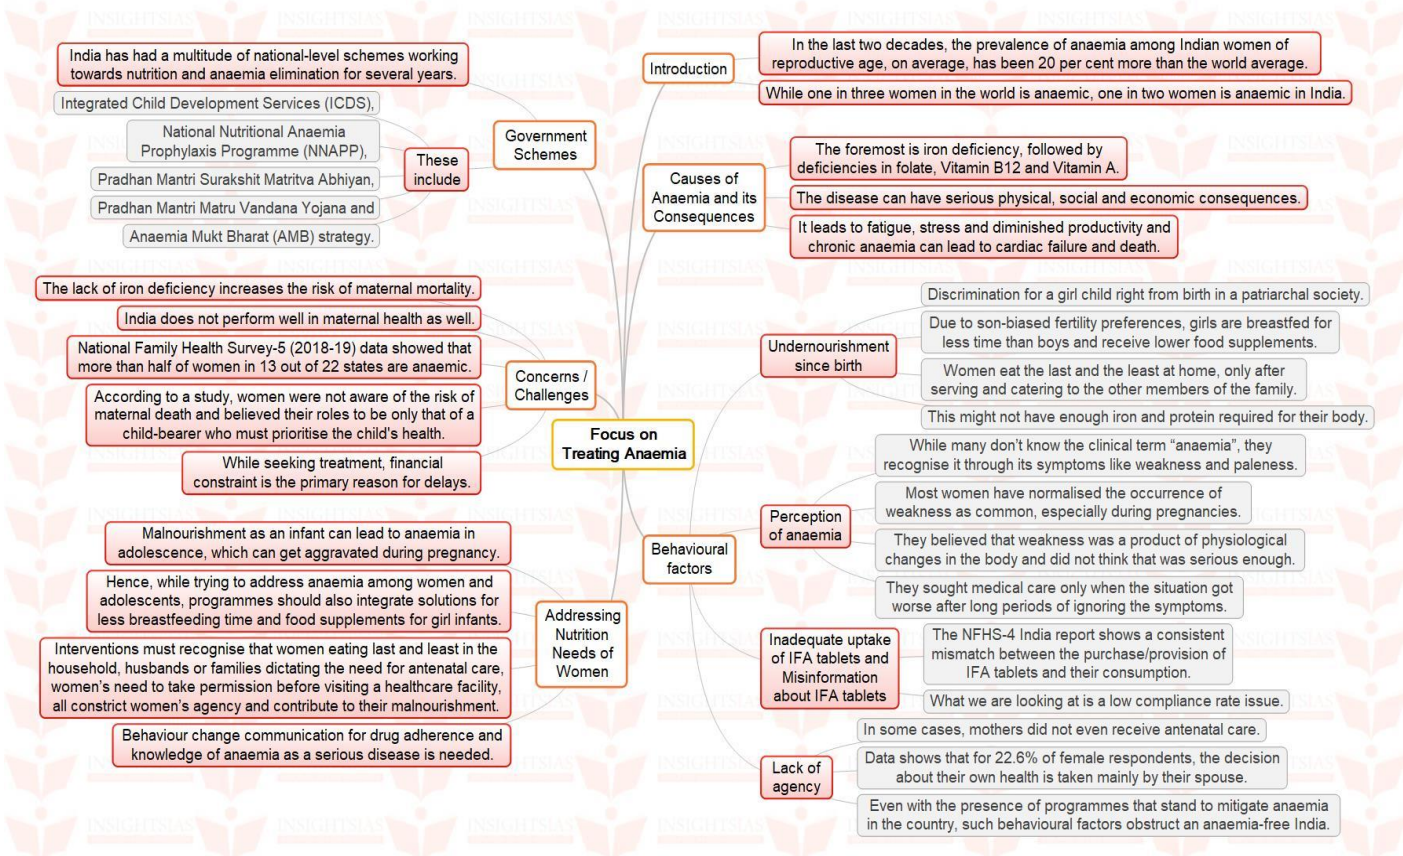 Focus on
Treating Anaemia
Introduction
In the last two decades, the prevalence of anaemia among Indian women of
reproductive age, on average, has been 20 per cent more than the world average.
While one in three women in the world is anaemic, one in two women is anaemic in India.
Causes of
Anaemia and its
Consequences
The foremost is iron deficiency, followed by
deficiencies in folate, Vitamin B12 and Vitamin A.
The disease can have serious physical, social and economic consequences.
It leads to fatigue, stress and diminished productivity and
chronic anaemia can lead to cardiac failure and death.
Behavioural
factors
Undernourishment
since birth
Discrimination for a girl child right from birth in a patriarchal society.
Due to son-biased fertility preferences, girls are breastfed for
less time than boys and receive lower food supplements.
Women eat the last and the least at home, only after
serving and catering to the other members of the family.
This might not have enough iron and protein required for their body.
Perception
of anaemia
While many don't know the clinical term “anaemia”, they
recognise it through its symptoms like weakness and paleness.
Most women have normalised the occurrence of
weakness as common, especially during pregnancies.
They believed that weakness was a product of physiological
changes in the body and did not think that was serious enough.
They sought medical care only when the situation got
worse after long periods of ignoring the symptoms.
Inadequate uptake
of IFA tablets and
Misinformation
about IFA tablets
The NFHS-4 India report shows a consistent
mismatch between the purchase/provision of
IFA tablets and their consumption.
What we are looking at is a low compliance rate issue.
Lack of
agency
In some cases, mothers did not even receive antenatal care.
Data shows that for 22.6% of female respondents, the decision
about their own health is taken mainly by their spouse.
Even with the presence of programmes that stand to mitigate anaemia
in the country, such behavioural factors obstruct an anaemia-free India.
Government
Schemes
India has had a multitude of national-level schemes working
towards nutrition and anaemia elimination for several years.
These
include
Integrated Child Development Services (ICDS),
National Nutritional Anaemia
Prophylaxis Programme (NNAPP),
Pradhan Mantri Surakshit Matritva Abhiyan,
Pradhan Mantri Matru Vandana Yojana and
Anaemia Mukt Bharat (AMB) strategy.
Concerns /
Challenges
The lack of iron deficiency increases the risk of maternal mortality.
India does not perform well in maternal health as well.
National Family Health Survey-5 (2018-19) data showed that
more than half of women in 13 out of 22 states are anaemic.
According to a study, women were not aware of the risk of
maternal death and believed their roles to be only that of a
child-bearer who must prioritise the child's health.
While seeking treatment, financial
constraint is the primary reason for delays.
Addressing
Nutrition
Needs of
Women
Malnourishment as an infant can lead to anaemia in
adolescence, which can get aggravated during pregnancy.
Hence, while trying to address anaemia among women and
adolescents, programmes should also integrate solutions for
less breastfeeding time and food supplements for girl infants.
Interventions must recognise that women eating last and least in the
household, husbands or families dictating the need for antenatal care,
women's need to take permission before visiting a healthcare facility,
all constrict women's agency and contribute to their malnourishment.
Behaviour change communication for drug adherence and
knowledge of anaemia as a serious disease is needed.
INSIGHTSIAS